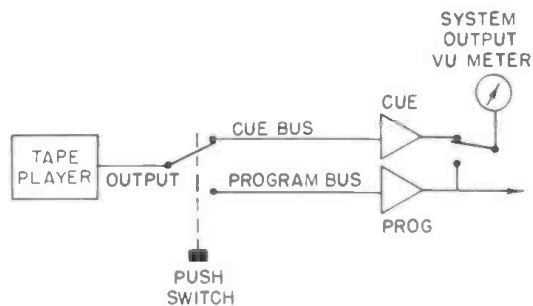 SYSTEM
OUTPUT
VU METER
CUE
CUE BUS
TAPE
PLAYER
OUTPUT
PROGRAM BUS
PROG
PUSH
SWITCH